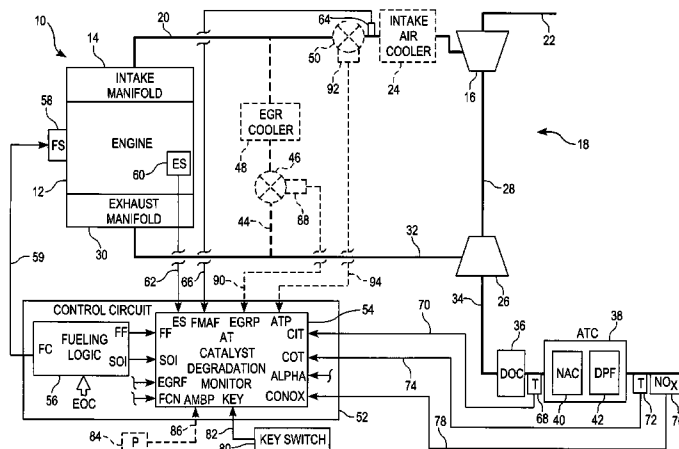 10
14
20
50
64
INTAKE AIR COOLER
24
22
16
18
92
INTAKE MANIFOLD
58
FS
ENGINE
ES
60
12
EGR COOLER
48
46
88
44
28
EXHAUST MANIFOLD
30
32
26
34
59
62
66
90
94
54
CONTROL CIRCUIT
FUELING LOGIC
FC
FF
SOI
56
EOC
ES FMAF EGRP ATP
FF
SOI
EGRF
FCN
AT CATALYST DEGRADATION MONITOR
CIT
COT
ALPHA
CONOX
AMBP KEY
52
70
74
78
36
DOC
ATC
38
NAC
40
DPF
42
T
68
T
72
NOX
76
84
P
86
82
80
KEY SWITCH